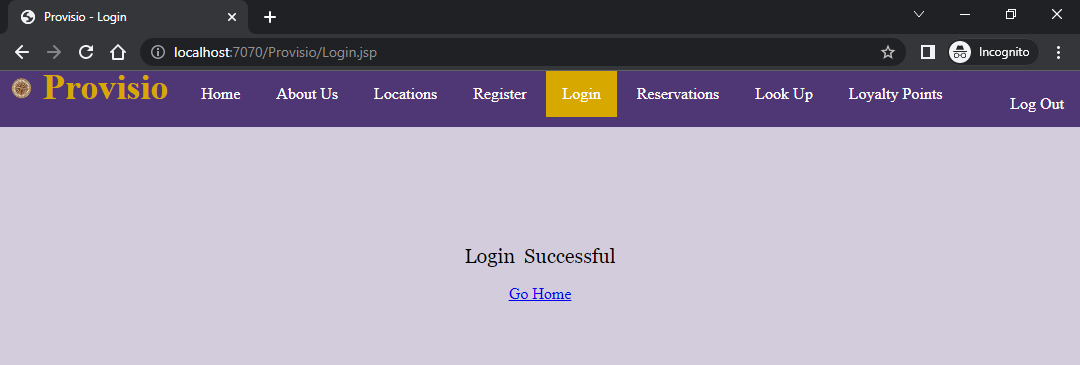 Provisio - Login
localhost:7070/Provisio/Login.jsp
Incognito
Provisio Home About Us Locations Register Login Reservations Look Up Loyalty Points Log Out
Login Successful
Go Home